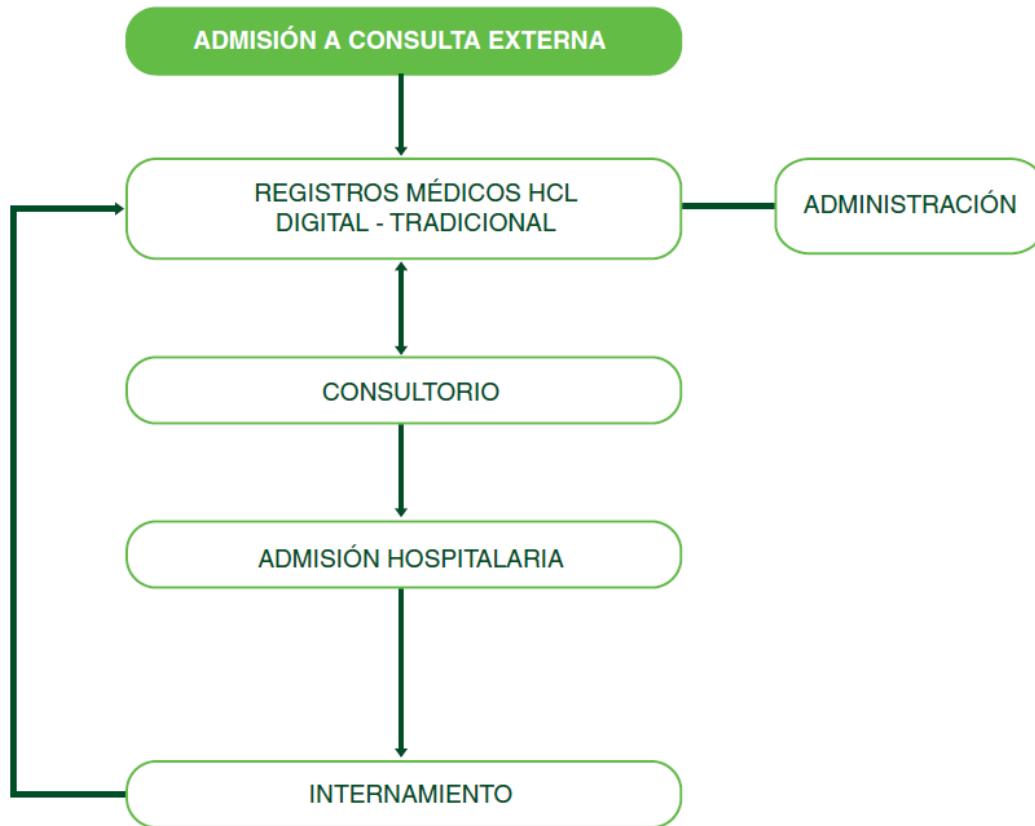 ADMISIÓN A CONSULTA EXTERNA
REGISTROS MÉDICOS HCL
DIGITAL - TRADICIONAL
ADMINISTRACIÓN
CONSULTORIO
ADMISIÓN HOSPITALARIA
INTERNAMIENTO